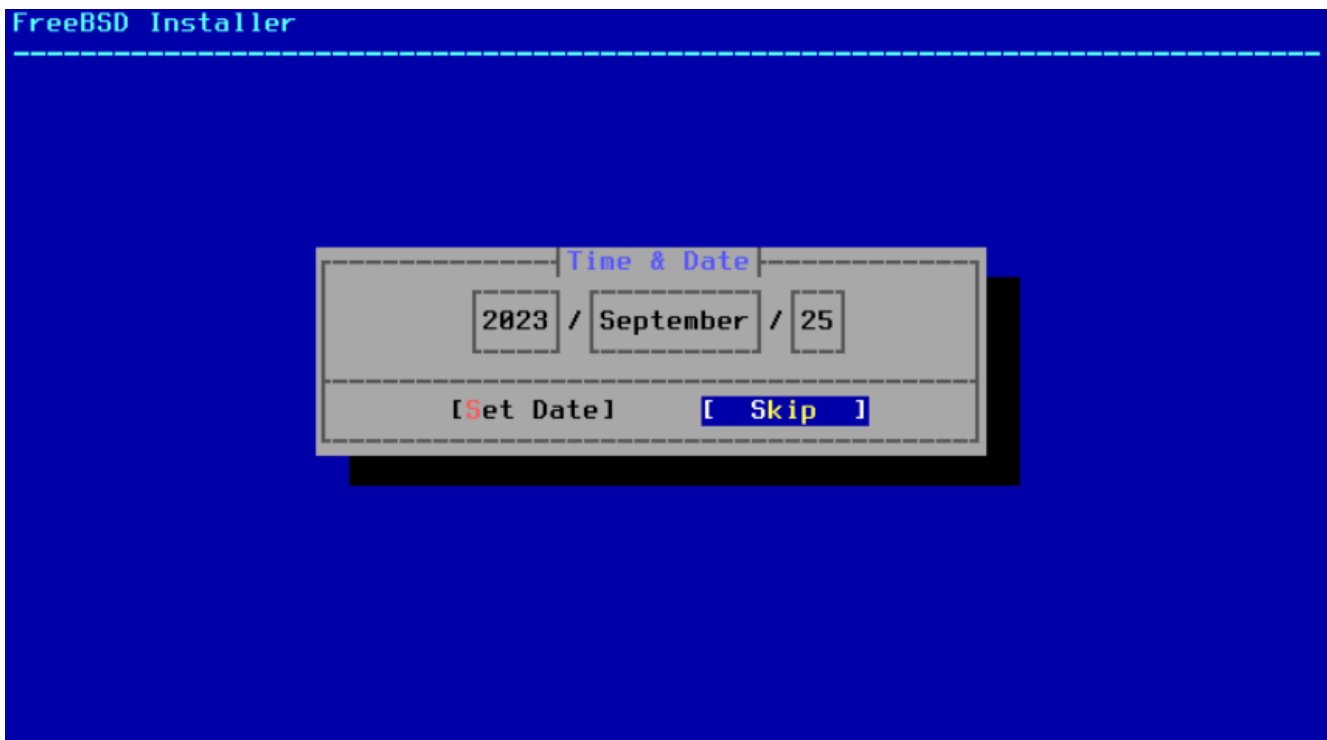 FreeBSD Installer
Time & Date
2023 / September / 25
[Set Date] [ Skip ]